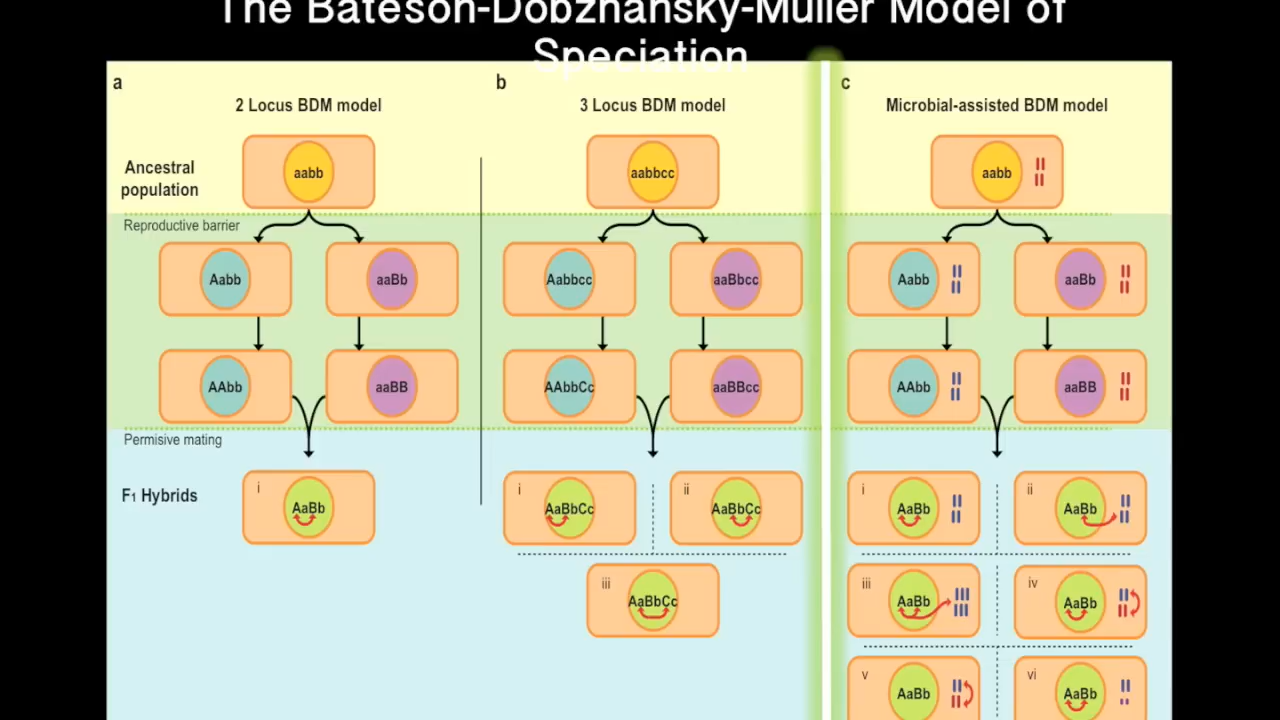 The Bateson-Dobzhansky-Muller Model of
Speciation
a
2 Locus BDM model
b
3 Locus BDM model
c
Microbial-assisted BDM model
Ancestral
population
aabb
aabbcc
aabb
Reproductive barrier
Aabb
aaBb
Aabbcc
aaBbcc
Aabb
aaBb
AAbb
aaBB
AAbbCc
aaBBcc
AAbb
aaBB
Permisive mating
F1 Hybrids
i
AaBb
i
AaBbCc
ii
AaBbCc
i
AaBb
ii
AaBb
iii
AaBbCc
iii
AaBb
iv
AaBb
v
AaBb
vi
AaBb